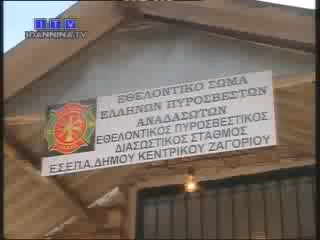 ITV
IOANNINA TV
ΕΘΕΛΟΝΤΙΚΟ ΣΩΜΑ
ΕΛΛΗΝΩΝ ΠΥΡΟΣΒΕΣΤΩΝ
ΑΝΑΔΑΣΩΤΩΝ
ΕΘΕΛΟΝΤΙΚΟΣ ΠΥΡΟΣΒΕΣΤΙΚΟΣ
ΔΙΑΣΩΣΤΙΚΟΣ ΣΤΑΘΜΟΣ
Ε.Σ.Ε.Π.Α. ΔΗΜΟΥ ΚΕΝΤΡΙΚΟΥ ΖΑΓΟΡΙΟΥ